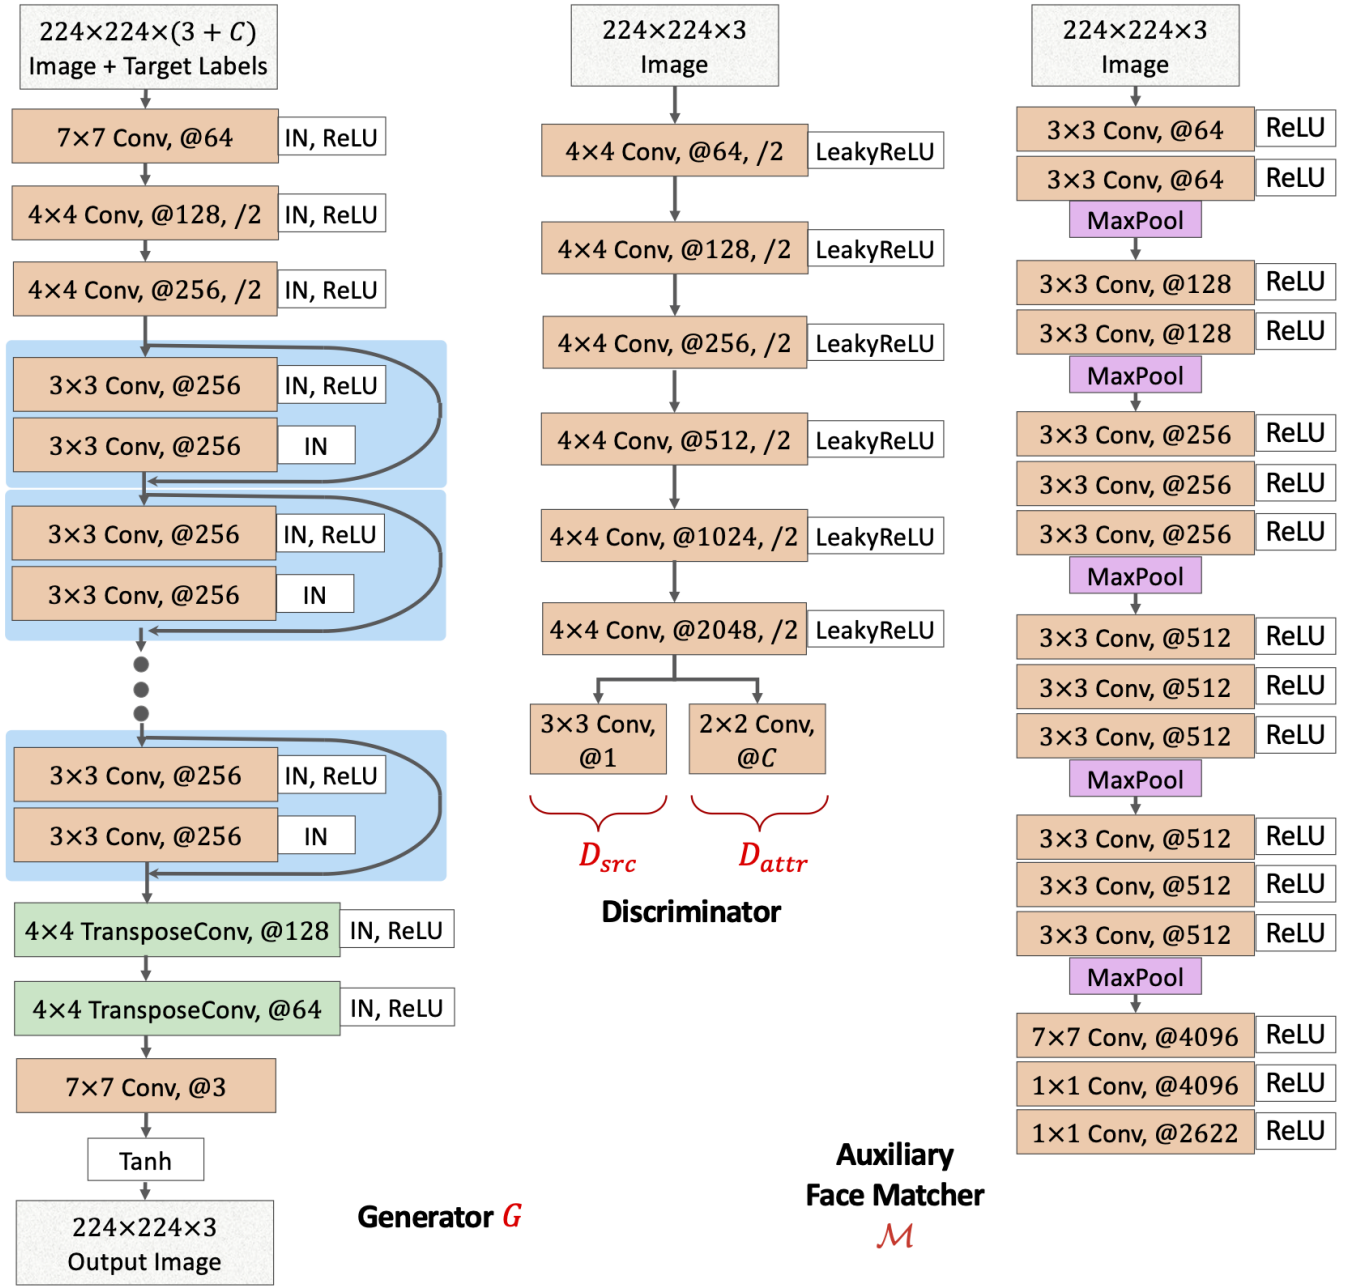 224×224×(3 + C)
Image + Target Labels
7×7 Conv, @64
IN, ReLU
4×4 Conv, @128, /2
IN, ReLU
4×4 Conv, @256, /2
IN, ReLU
3×3 Conv, @256
IN, ReLU
3×3 Conv, @256
IN
3×3 Conv, @256
IN, ReLU
3×3 Conv, @256
IN
3×3 Conv, @256
IN, ReLU
3×3 Conv, @256
IN
4×4 TransposeConv, @128
IN, ReLU
4×4 TransposeConv, @64
IN, ReLU
7×7 Conv, @3
Tanh
224×224×3
Output Image
Generator G
224×224×3
Image
4×4 Conv, @64, /2
LeakyReLU
4×4 Conv, @128, /2
LeakyReLU
4×4 Conv, @256, /2
LeakyReLU
4×4 Conv, @512, /2
LeakyReLU
4×4 Conv, @1024, /2
LeakyReLU
4×4 Conv, @2048, /2
LeakyReLU
3×3 Conv,
@1
2×2 Conv,
@C
D_src
D_attr
Discriminator
224×224×3
Image
3×3 Conv, @64
ReLU
3×3 Conv, @64
ReLU
MaxPool
3×3 Conv, @128
ReLU
3×3 Conv, @128
ReLU
MaxPool
3×3 Conv, @256
ReLU
3×3 Conv, @256
ReLU
3×3 Conv, @256
ReLU
MaxPool
3×3 Conv, @512
ReLU
3×3 Conv, @512
ReLU
3×3 Conv, @512
ReLU
MaxPool
3×3 Conv, @512
ReLU
3×3 Conv, @512
ReLU
3×3 Conv, @512
ReLU
MaxPool
7×7 Conv, @4096
ReLU
1×1 Conv, @4096
ReLU
1×1 Conv, @2622
ReLU
Auxiliary
Face Matcher
ℳ